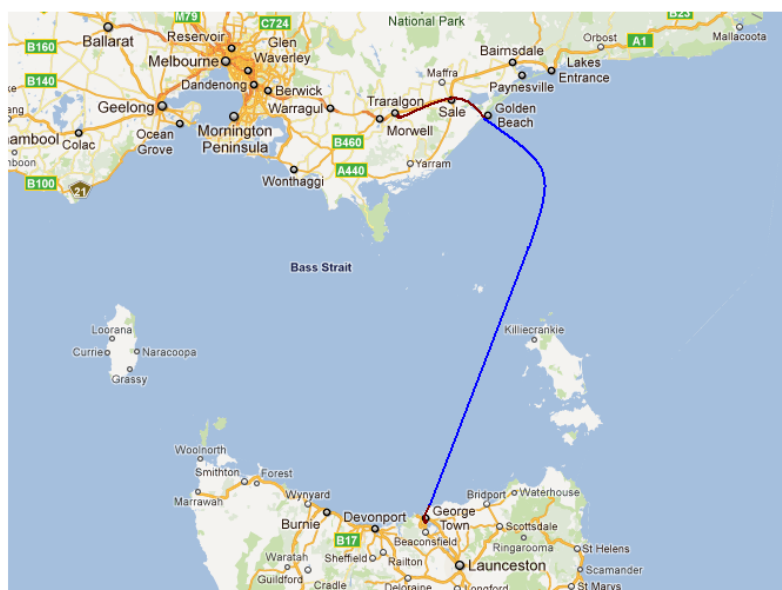 M79
C724
National Park
B23
Mallacoota
Ballarat
Reservoir
Glen
Waverley
Orbost
A1
B160
Melbourne
Bairnsdale
Lakes
Entrance
B140
Dandenong
Berwick
Maffra
Paynesville
Geelong
Warragul
Traralgon
Sale
Golden
Beach
Ocean
Grove
Mornington
Peninsula
Morwell
B460
Colac
Yarram
A440
Wonthaggi
B100
21
Bass Strait
Killiecrankie
Loorana
Currie
Naracoopa
Grassy
Woolnorth
Smithton
Forest
Marrawah
Wynyard
Burnie
Devonport
George
Town
Bridport
Waterhouse
Beaconsfield
Scottsdale
B17
Sheffield
Railton
Ringarooma
St Helens
Waratah
Guildford
Launceston
Scamander
Cradle
Deloraine
Longford
St Marys